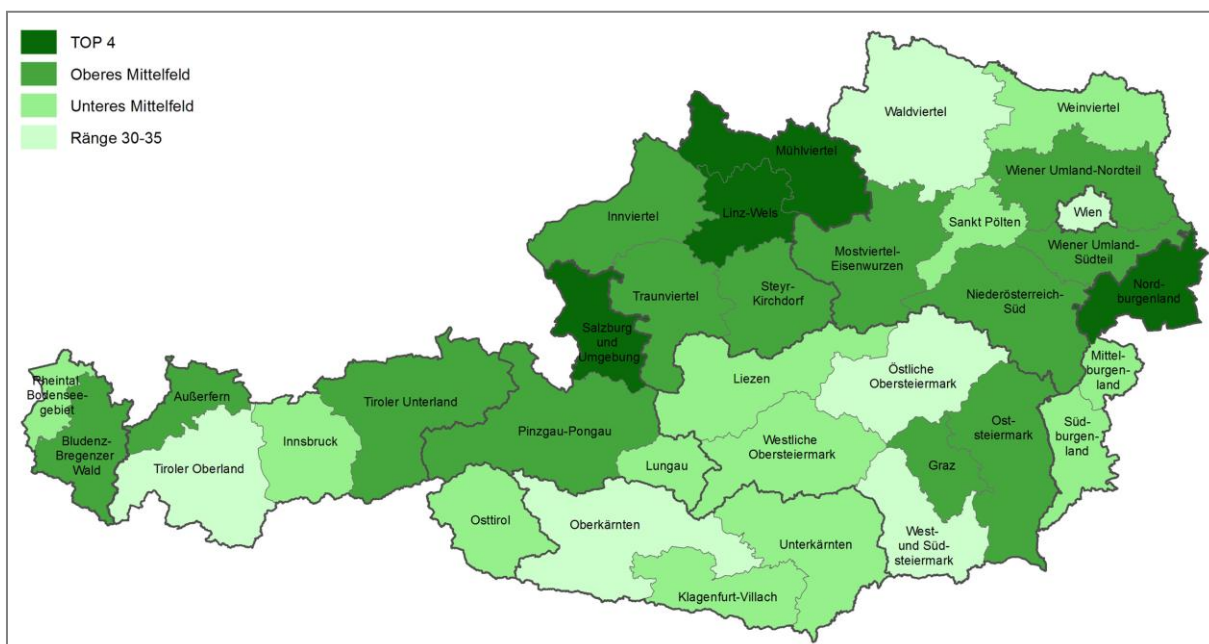 TOP 4
Oberes Mittelfeld
Unteres Mittelfeld
Ränge 30-35
Waldviertel
Weinviertel
Mühlviertel
Wiener Umland-Nordteil
Innviertel
Linz-Wels
Sankt Pölten
Wien
Mostviertel-
Eisenwurzen
Wiener Umland-
Südteil
Traunviertel
Steyr-
Kirchdorf
Niederösterreich-
Süd
Nord-
burgenland
Salzburg
und
Umgebung
Mittel-
burgen-
land
Liezen
Östliche
Obersteiermark
Rheintal
Bodensee-
gebiet
Außerfern
Tiroler Unterland
Bludenz-
Bregenzer
Wald
Innsbruck
Pinzgau-Pongau
Ost-
steiermark
Süd-
burgen-
land
Tiroler Oberland
Westliche
Obersteiermark
Lungau
Graz
Osttirol
Oberkärnten
Unterkärnten
West-
und Süd-
steiermark
Klagenfurt-Villach